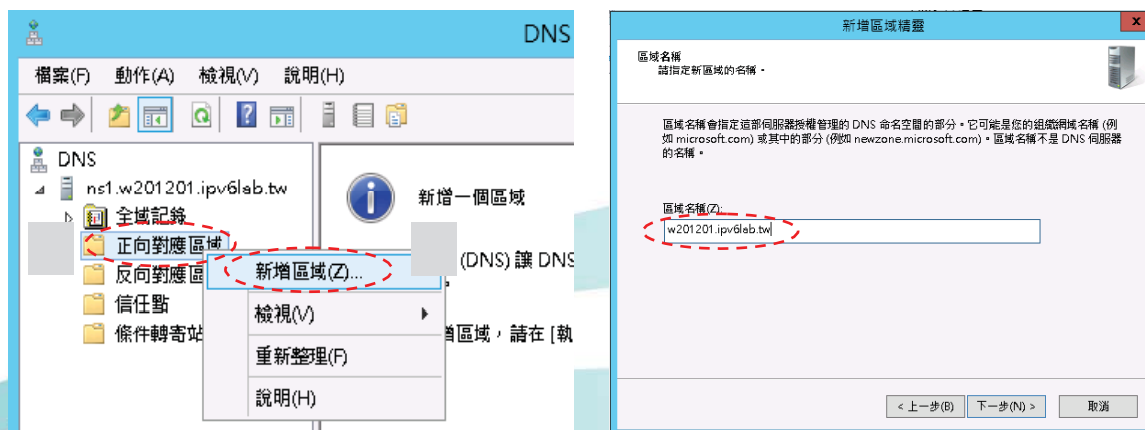 DNS
檔案(F) 動作(A) 檢視(V) 說明(H)
DNS
ns1.w201201.ipv6lab.tw
全域記錄
正向對應區域
反向對應區
信任點
條件轉寄站
新增區域(Z)...
檢視(V)
重新整理(F)
說明(H)
新增一個區域
(DNS) 讓 DNS
。
區域，請在 [執
新增區域精靈
x
區域名稱
請指定新區域的名稱。
區域名稱會指定這部伺服器授權管理的 DNS 命名空間的部分。它可能是您的組織網域名稱 (例
如 microsoft.com) 或其中的部分 (例如 newzone.microsoft.com)。區域名稱不是 DNS 伺服器
的名稱。
區域名稱(Z):
w201201.ipv6lab.tw
< 上一步(B) 下一步(N) > 取消